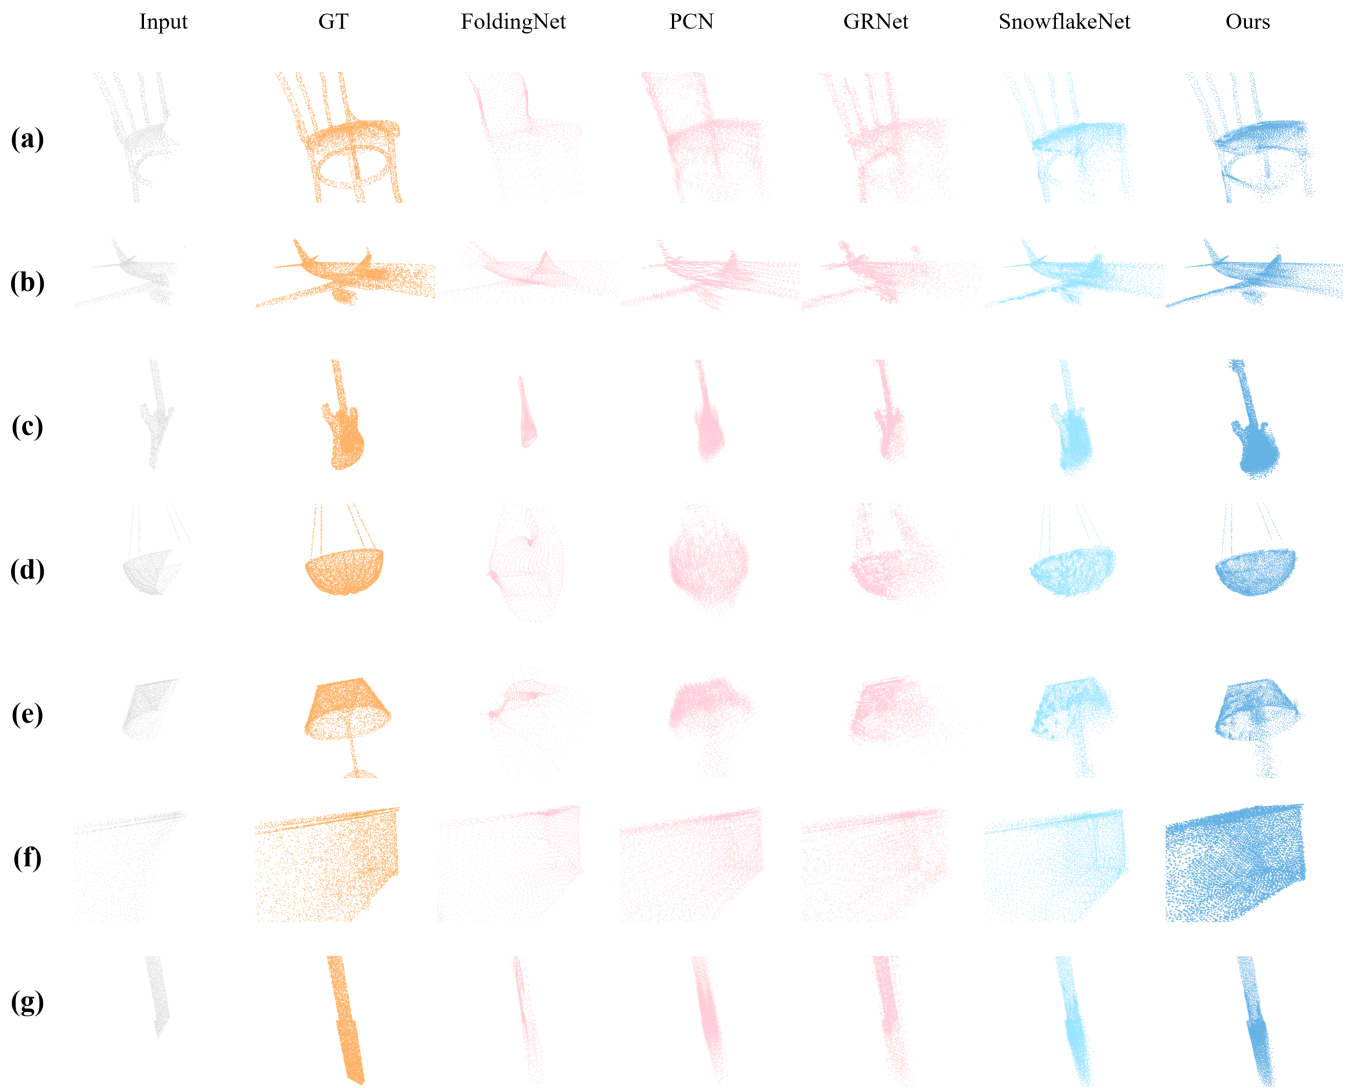 Input GT FoldingNet PCN GRNet SnowflakeNet Ours
(a)
(b)
(c)
(d)
(e)
(f)
(g)